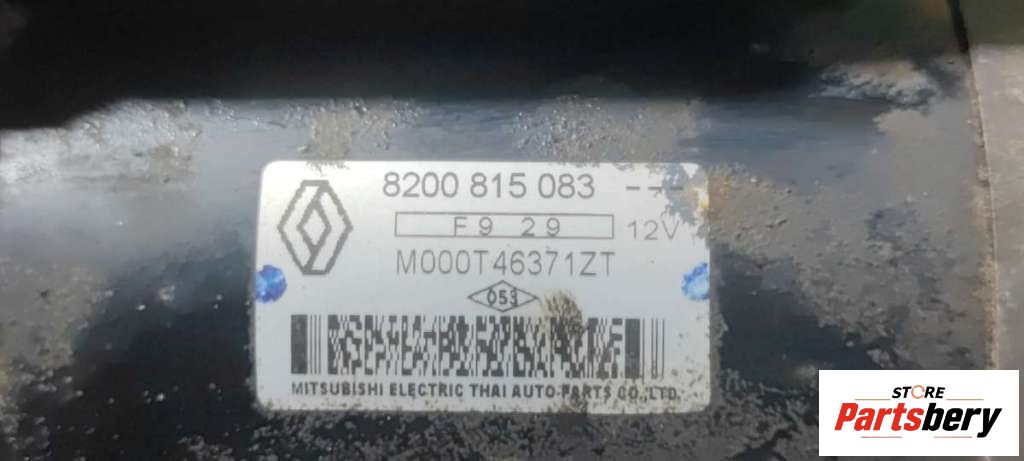 8200 815 083 ---
F9 29 12V
M000T46371ZT
053
MITSUBISHI ELECTRIC THAI AUTO-PARTS CO.,LTD.
STORE
Partsbery